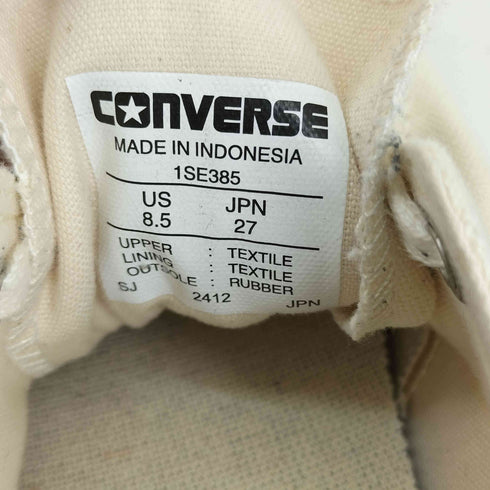 CONVERSE
MADE IN INDONESIA
1SE385
US JPN
8.5 27
UPPER : TEXTILE
LINING : TEXTILE
OUTSOLE : RUBBER
SJ 2412 JPN